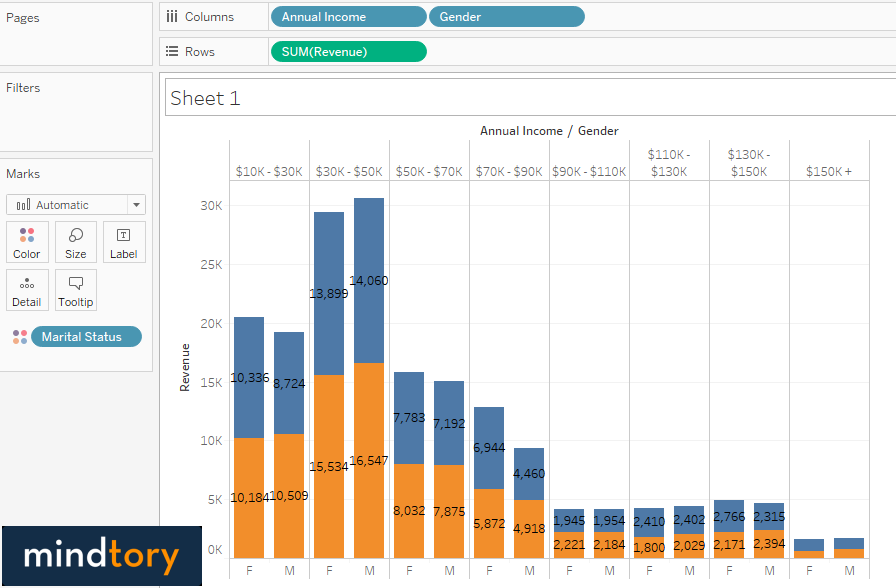 Pages
Columns
Annual Income
Gender
Rows
SUM(Revenue)
Filters
Marks
Automatic
Color
Size
Label
Detail
Tooltip
Marital Status
Sheet 1
Annual Income / Gender
$10K - $30K
$30K - $50K
$50K - $70K
$70K - $90K
$90K - $110K
$110K -
$130K
$130K -
$150K
$150K +
Revenue
30K
25K
20K
15K
10K
5K
0K
10,336
8,724
13,899
14,060
7,783
7,192
6,944
4,460
1,945
1,954
2,410
2,402
2,766
2,315
10,184
10,509
15,534
16,547
8,032
7,875
5,872
4,918
2,221
2,184
1,800
2,029
2,171
2,394
F M F M F M F M F M F M F M F M
mindtory